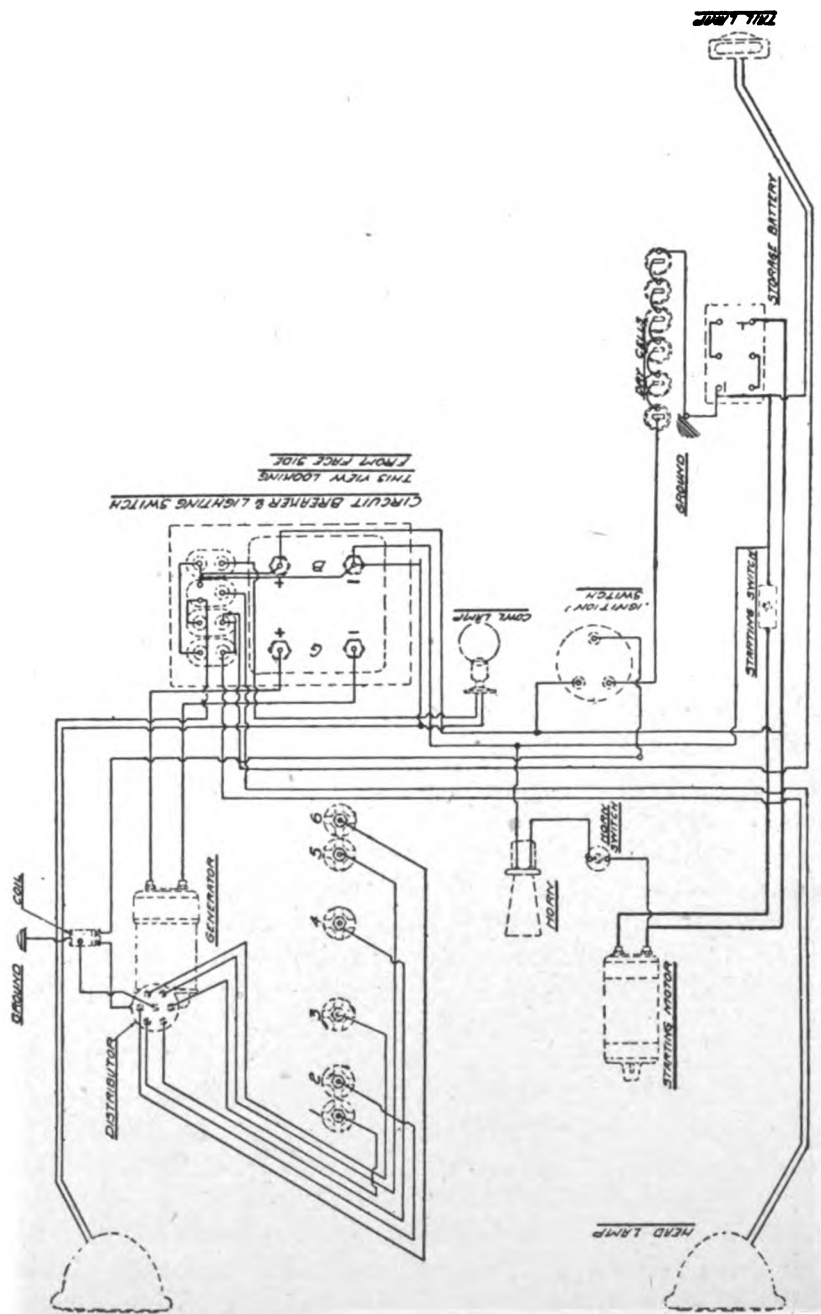 TAIL LAMP
STORAGE BATTERY
DRY CELLS
GROUND
STARTING SWITCH
CIRCUIT BREAKER & LIGHTING SWITCH
THIS VIEW LOOKING
FROM FACE SIDE
B
+
-
G
+
-
COWL LAMP
IGNITION
SWITCH
HORN
SWITCH
HORN
STARTING MOTOR
COIL
GROUND
GENERATOR
DISTRIBUTOR
6
5
4
3
2
1
HEAD LAMP
+
-